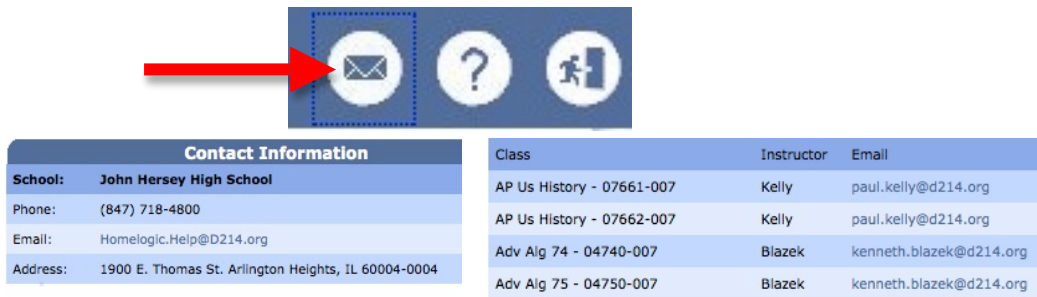 ?
Contact Information
School: John Hersey High School
Phone: (847) 718-4800
Email: Homelogic.Help@D214.org
Address: 1900 E. Thomas St. Arlington Heights, IL 60004-0004
Class Instructor Email
AP Us History - 07661-007 Kelly paul.kelly@d214.org
AP Us History - 07662-007 Kelly paul.kelly@d214.org
Adv Alg 74 - 04740-007 Blazek kenneth.blazek@d214.org
Adv Alg 75 - 04750-007 Blazek kenneth.blazek@d214.org